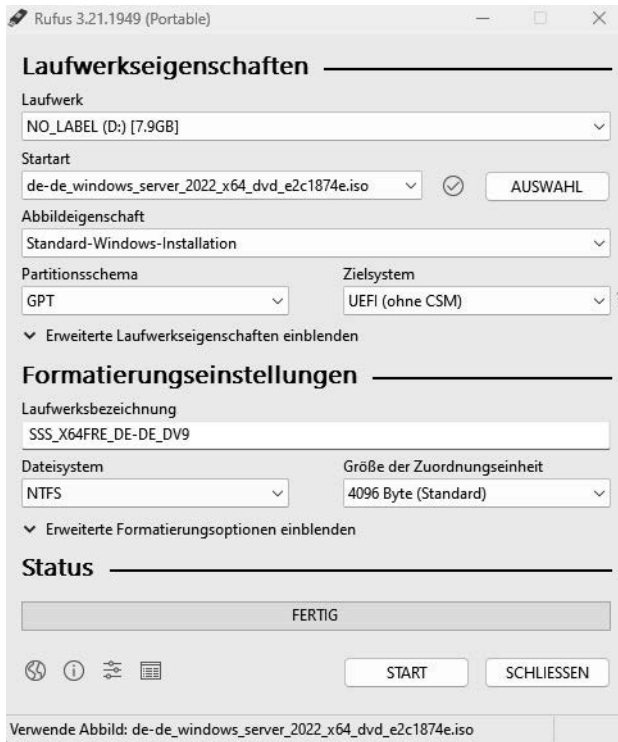 Rufus 3.21.1949 (Portable)
Laufwerkseigenschaften
Laufwerk
NO_LABEL (D:) [7.9GB]
Startart
de-de_windows_server_2022_x64_dvd_e2c1874e.iso
AUSWAHL
Abbildeigenschaft
Standard-Windows-Installation
Partitionsschema
Zielsystem
GPT
UEFI (ohne CSM)
Erweiterte Laufwerkseigenschaften einblenden
Formatierungseinstellungen
Laufwerksbezeichnung
SSS_X64FRE_DE-DE_DV9
Dateisystem
Größe der Zuordnungseinheit
NTFS
4096 Byte (Standard)
Erweiterte Formatierungsoptionen einblenden
Status
FERTIG
START
SCHLIESSEN
Verwende Abbild: de-de_windows_server_2022_x64_dvd_e2c1874e.iso